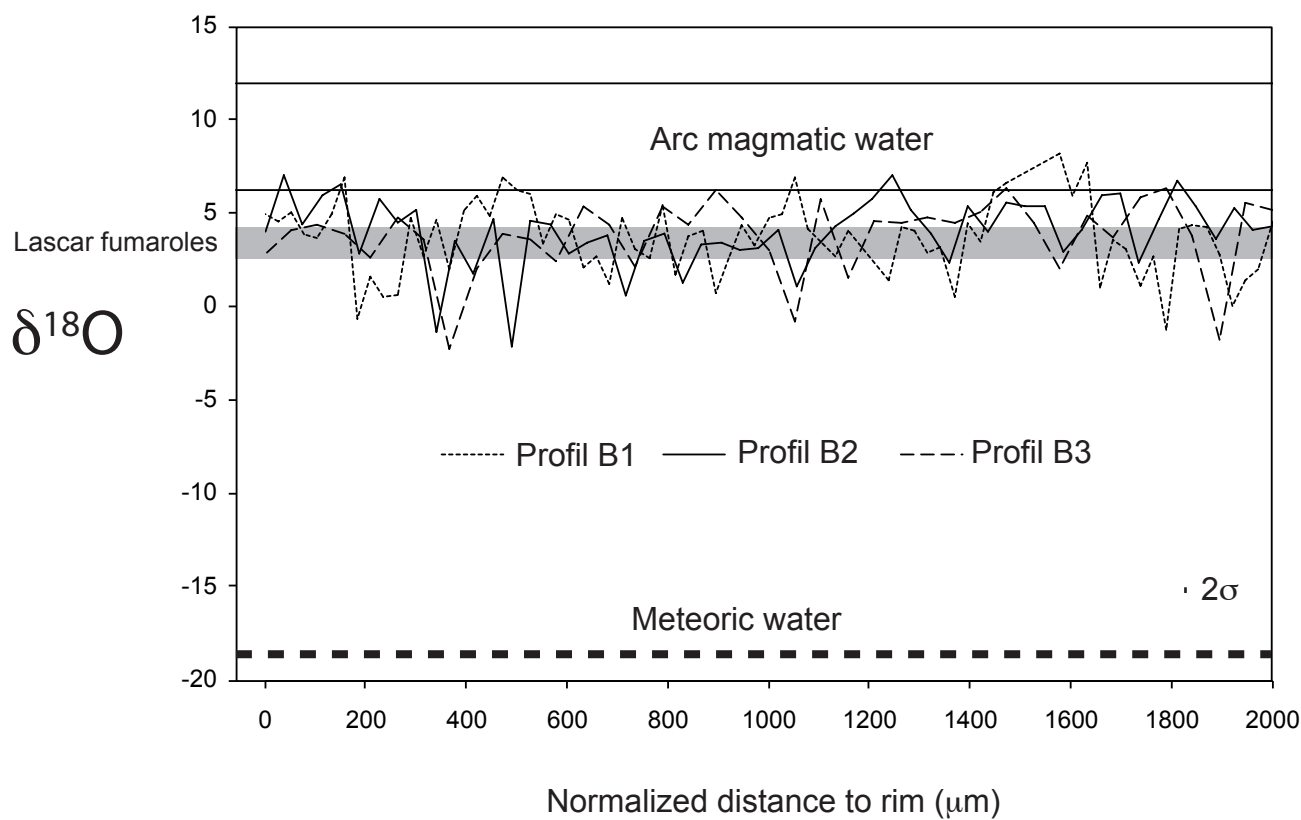 15
10
Arc magmatic water
5
Lascar fumaroles
0
δ18O
-5
Profil B1 Profil B2 Profil B3
-10
-15
2σ
Meteoric water
-20
0 200 400 600 800 1000 1200 1400 1600 1800 2000
Normalized distance to rim (μm)